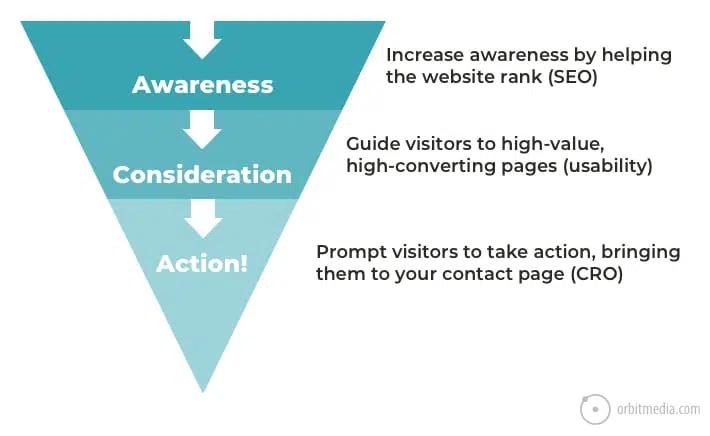 Awareness
Increase awareness by helping
the website rank (SEO)
Consideration
Guide visitors to high-value,
high-converting pages (usability)
Action!
Prompt visitors to take action, bringing
them to your contact page (CRO)
orbitmedia.com